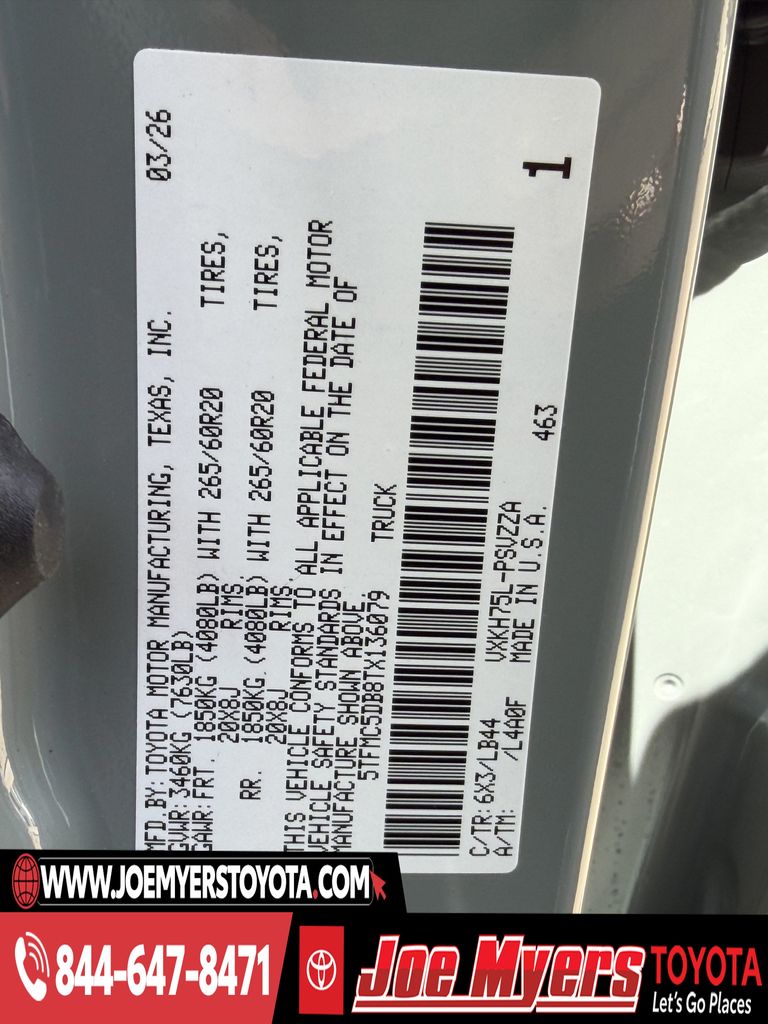 MFD.BY:TOYOTA MOTOR MANUFACTURING, TEXAS, INC. 03/26
GVWR: 3460KG (7630LB)
GAWR:FRT. 1850KG (4080LB) WITH 265/60R20 TIRES,
20X8J RIMS,
RR. 1850KG (4080LB) WITH 265/60R20 TIRES,
20X8J RIMS.
THIS VEHICLE CONFORMS TO ALL APPLICABLE FEDERAL MOTOR
VEHICLE SAFETY STANDARDS IN EFFECT ON THE DATE OF
MANUFACTURE SHOWN ABOVE.
5TFMC5DB8TX136079 TRUCK
C/TR:6X3/LB44 VXKH75L-PSVZZA
A/TM: /L4A0F MADE IN U.S.A.
463
1
WWW.JOEMYERSTOYOTA.COM
844-647-8471
Joe Myers TOYOTA
Let's Go Places